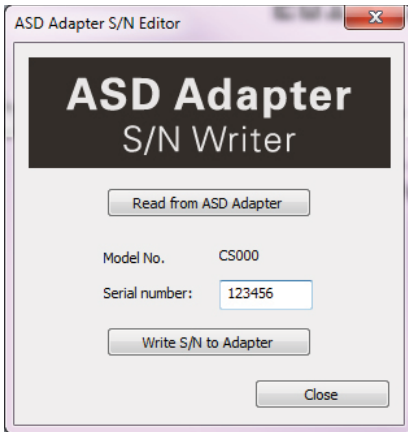 ASD Adapter S/N Editor
ASD Adapter
S/N Writer
Read from ASD Adapter
Model No. CS000
Serial number: 123456
Write S/N to Adapter
Close